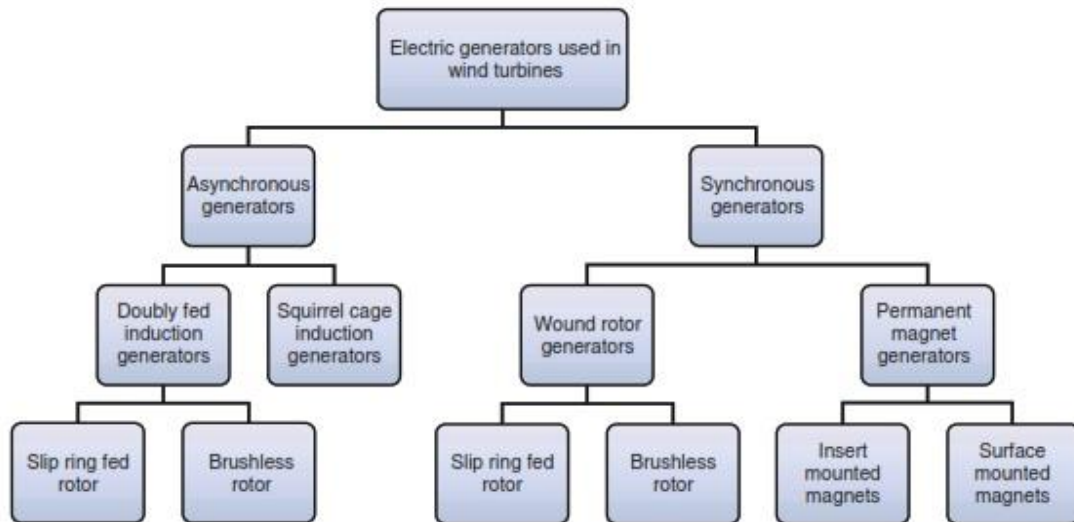 Electric generators used in
wind turbines
Asynchronous
generators
Synchronous
generators
Doubly fed
induction
generators
Squirrel cage
induction
generators
Wound rotor
generators
Permanent
magnet
generators
Slip ring fed
rotor
Brushless
rotor
Slip ring fed
rotor
Brushless
rotor
Insert
mounted
magnets
Surface
mounted
magnets